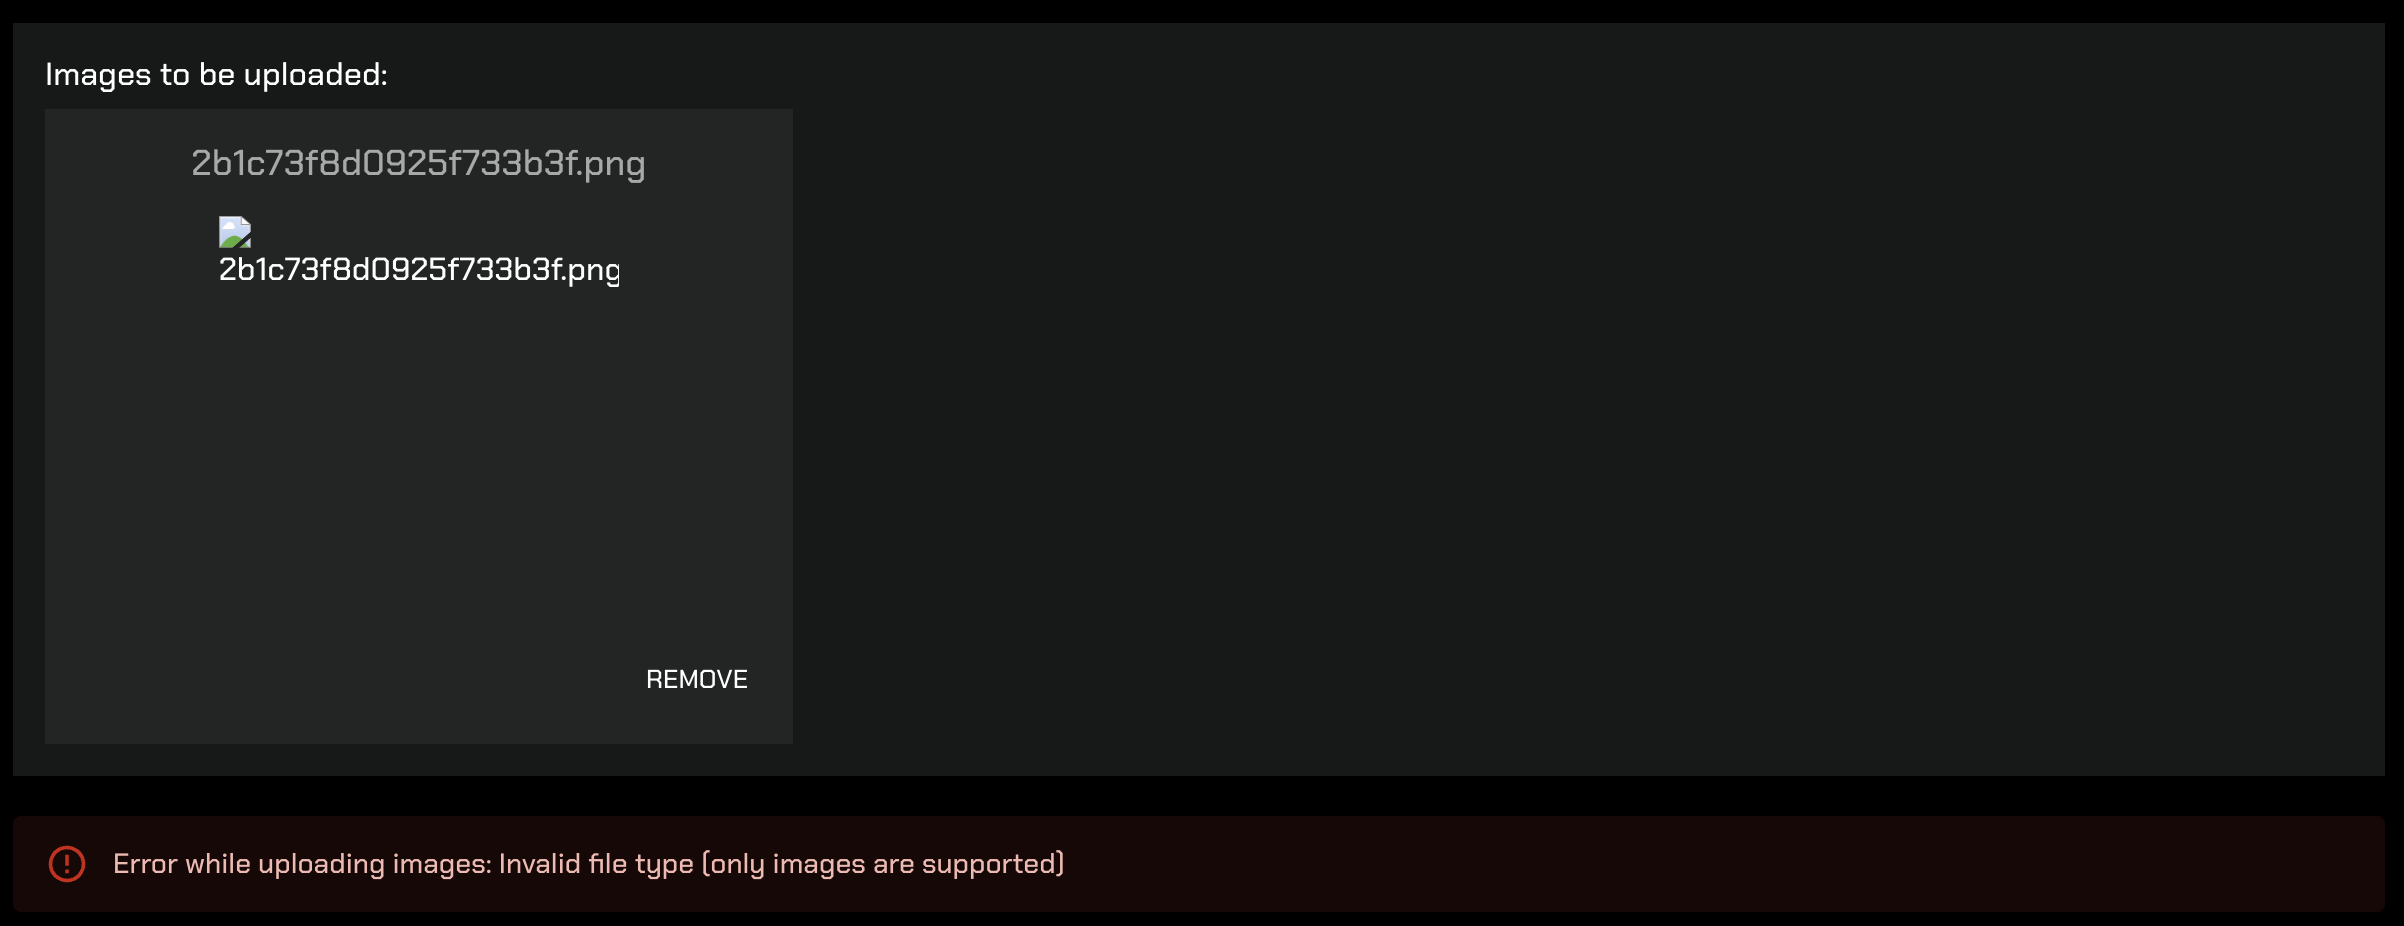 Images to be uploaded:
2b1c73f8d0925f733b3f.png
2b1c73f8d0925f733b3f.png
REMOVE
Error while uploading images: Invalid file type (only images are supported)